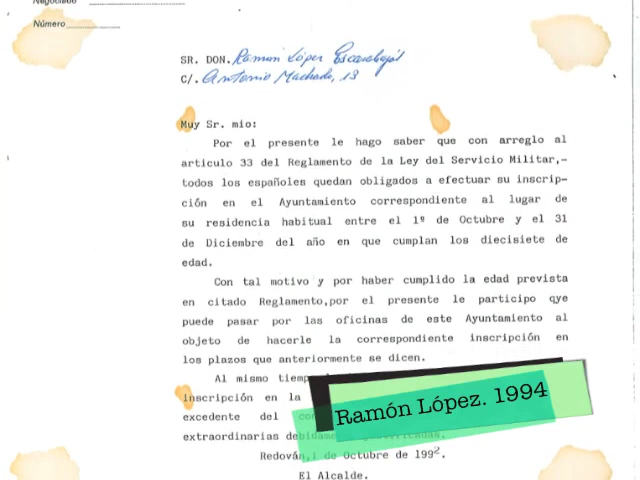 Negociado
Número
SR. DON. Ramón López Escarabajal
C/. Antonio Machado, 13
Muy Sr. mio:
Por el presente le hago saber que con arreglo al
articulo 33 del Reglamento de la Ley del Servicio Militar,-
todos los españoles quedan obligados a efectuar su inscrip-
ción en el Ayuntamiento correspondiente al lugar de
su residencia habitual entre el 1º de Octubre y el 31
de Diciembre del año en que cumplan los diecisiete de
edad.
Con tal motivo y por haber cumplido la edad prevista
en citado Reglamento,por el presente le participo qye
puede pasar por las oficinas de este Ayuntamiento al
objeto de hacerle la correspondiente inscripción en
los plazos que anteriormente se dicen.
Al mismo tiemp
inscripción en la
excedente del
extraordinarias debidamente justificadas.
Redován, de Octubre de 1992.
El Alcalde.
Ramón López. 1994